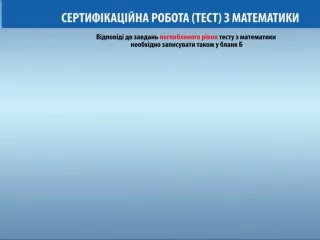 СЕРТИФІКАЦІЙНА РОБОТА (ТЕСТ) З МАТЕМАТИКИ
Відповіді до завдань поглибленого рівня тесту з математики
необхідно записувати також у бланк Б